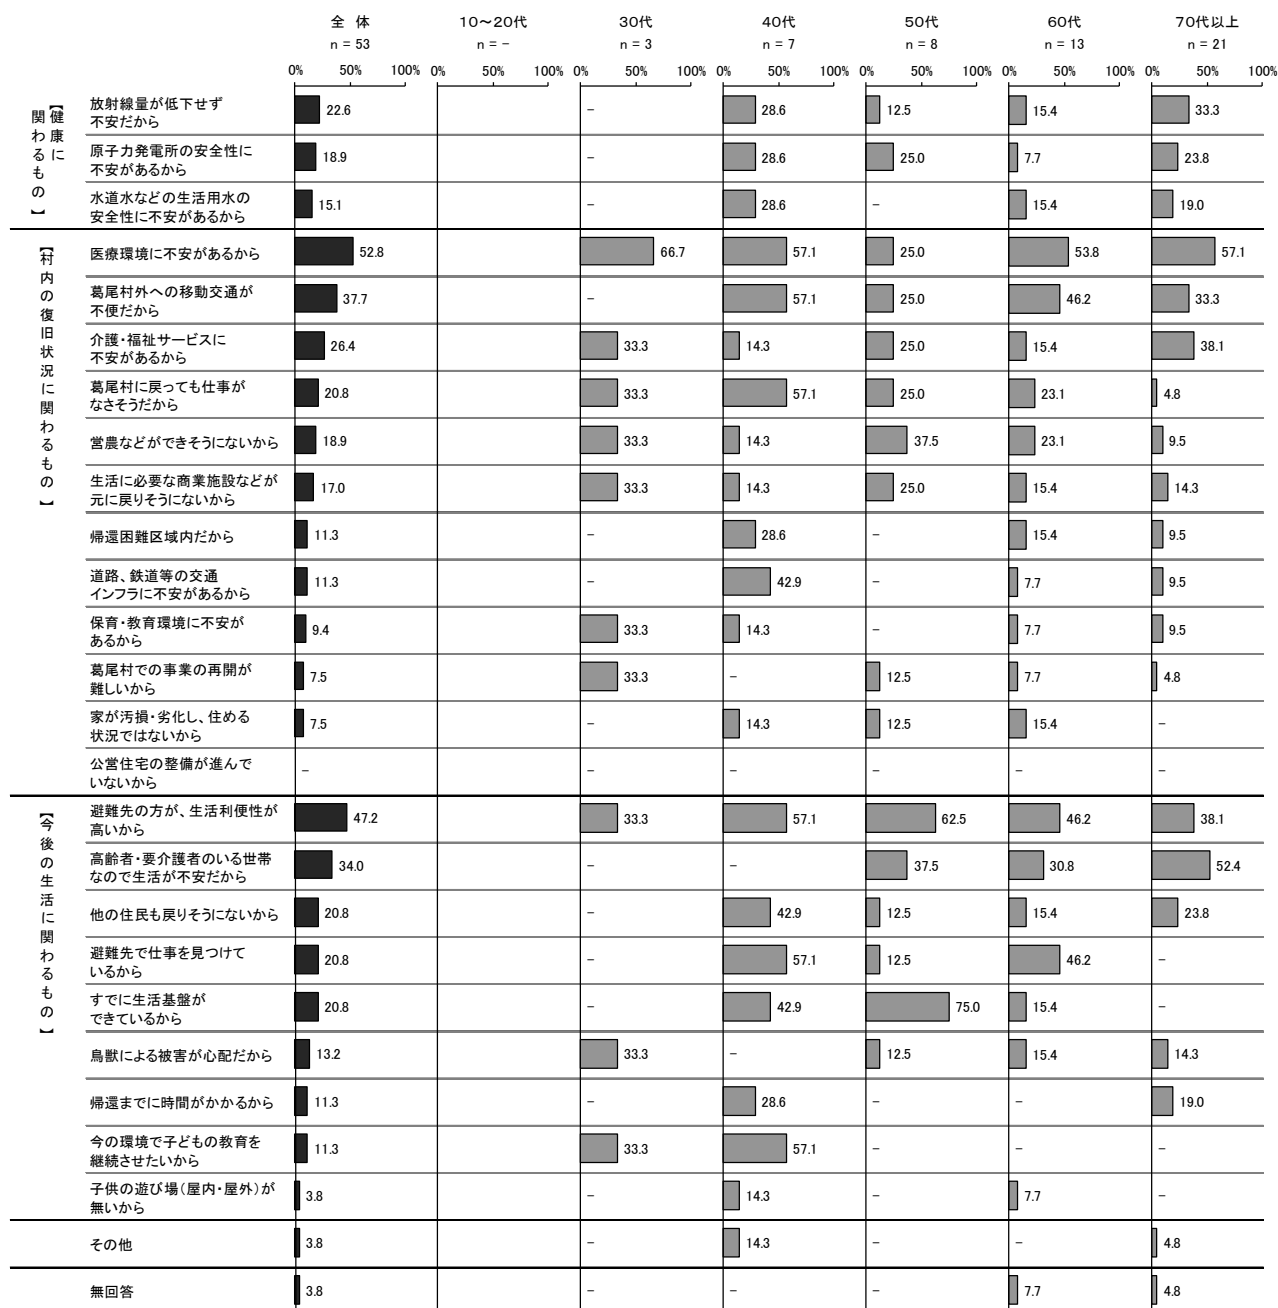 全 体 10~20代 30代 40代 50代 60代 70代以上
n = 53 n = − n = 3 n = 7 n = 8 n = 13 n = 21
0% 50% 100% 0% 50% 100% 0% 50% 100% 0% 50% 100% 0% 50% 100% 0% 50% 100% 0% 50% 100%
【健康に
関わるもの】
放射線量が低下せず
不安だから
22.6 − 28.6 12.5 15.4 33.3
原子力発電所の安全性に
不安があるから
18.9 − 28.6 25.0 7.7 23.8
水道水などの生活用水の
安全性に不安があるから
15.1 − 28.6 − 15.4 19.0
【村内の復旧状況に関わるもの】
医療環境に不安があるから
52.8 66.7 57.1 25.0 53.8 57.1
葛尾村外への移動交通が
不便だから
37.7 − 57.1 25.0 46.2 33.3
介護・福祉サービスに
不安があるから
26.4 33.3 14.3 25.0 15.4 38.1
葛尾村に戻っても仕事が
なさそうだから
20.8 33.3 57.1 25.0 23.1 4.8
営農などができそうにないから
18.9 33.3 14.3 37.5 23.1 9.5
生活に必要な商業施設などが
元に戻りそうにないから
17.0 33.3 14.3 25.0 15.4 14.3
帰還困難区域内だから
11.3 − 28.6 − 15.4 9.5
道路、鉄道等の交通
インフラに不安があるから
11.3 − 42.9 − 7.7 9.5
保育・教育環境に不安が
あるから
9.4 33.3 14.3 − 7.7 9.5
葛尾村での事業の再開が
難しいから
7.5 33.3 − 12.5 7.7 4.8
家が汚損・劣化し、住める
状況ではないから
7.5 − 14.3 12.5 15.4 −
公営住宅の整備が進んで
いないから
− − − − − −
【今後の生活に関わるもの】
避難先の方が、生活利便性が
高いから
47.2 33.3 57.1 62.5 46.2 38.1
高齢者・要介護者のいる世帯
なので生活が不安だから
34.0 − − 37.5 30.8 52.4
他の住民も戻りそうにないから
20.8 − 42.9 12.5 15.4 23.8
避難先で仕事を見つけて
いるから
20.8 − 57.1 12.5 46.2 −
すでに生活基盤が
できているから
20.8 − 42.9 75.0 15.4 −
鳥獣による被害が心配だから
13.2 33.3 − 12.5 15.4 14.3
帰還までに時間がかかるから
11.3 − 28.6 − − 19.0
今の環境で子どもの教育を
継続させたいから
11.3 33.3 57.1 − − −
子供の遊び場(屋内・屋外)が
無いから
3.8 − 14.3 − 7.7 −
その他
3.8 − 14.3 − − 4.8
無回答
3.8 − − − 7.7 4.8